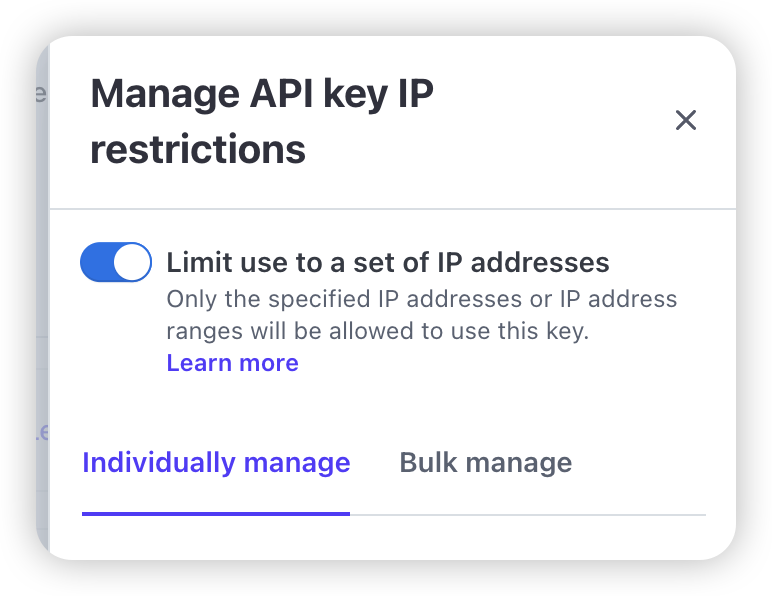 Manage API key IP
restrictions
Limit use to a set of IP addresses
Only the specified IP addresses or IP address
ranges will be allowed to use this key.
Learn more
Individually manage
Bulk manage